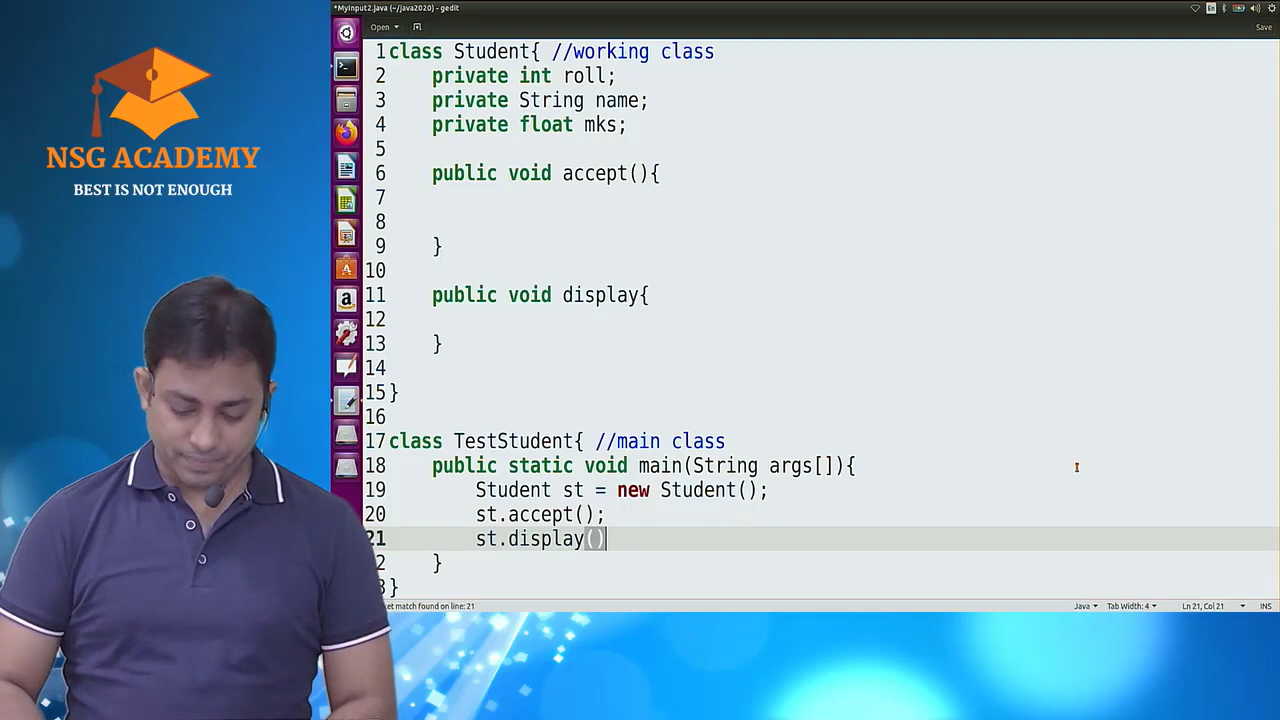 *MyInput2.java (~/java2020) - gedit
En
Open
Save
NSG ACADEMY
BEST IS NOT ENOUGH
1class Student{ //working class
2    private int roll;
3    private String name;
4    private float mks;
5
6    public void accept(){
7
8
9    }
10
11    public void display{
12
13    }
14
15}
16
17class TestStudent{ //main class
18    public static void main(String args[]){
19        Student st = new Student();
20        st.accept();
21        st.display()
2    }
3}
ket match found on line: 21
Java
Tab Width: 4
Ln 21, Col 21
INS